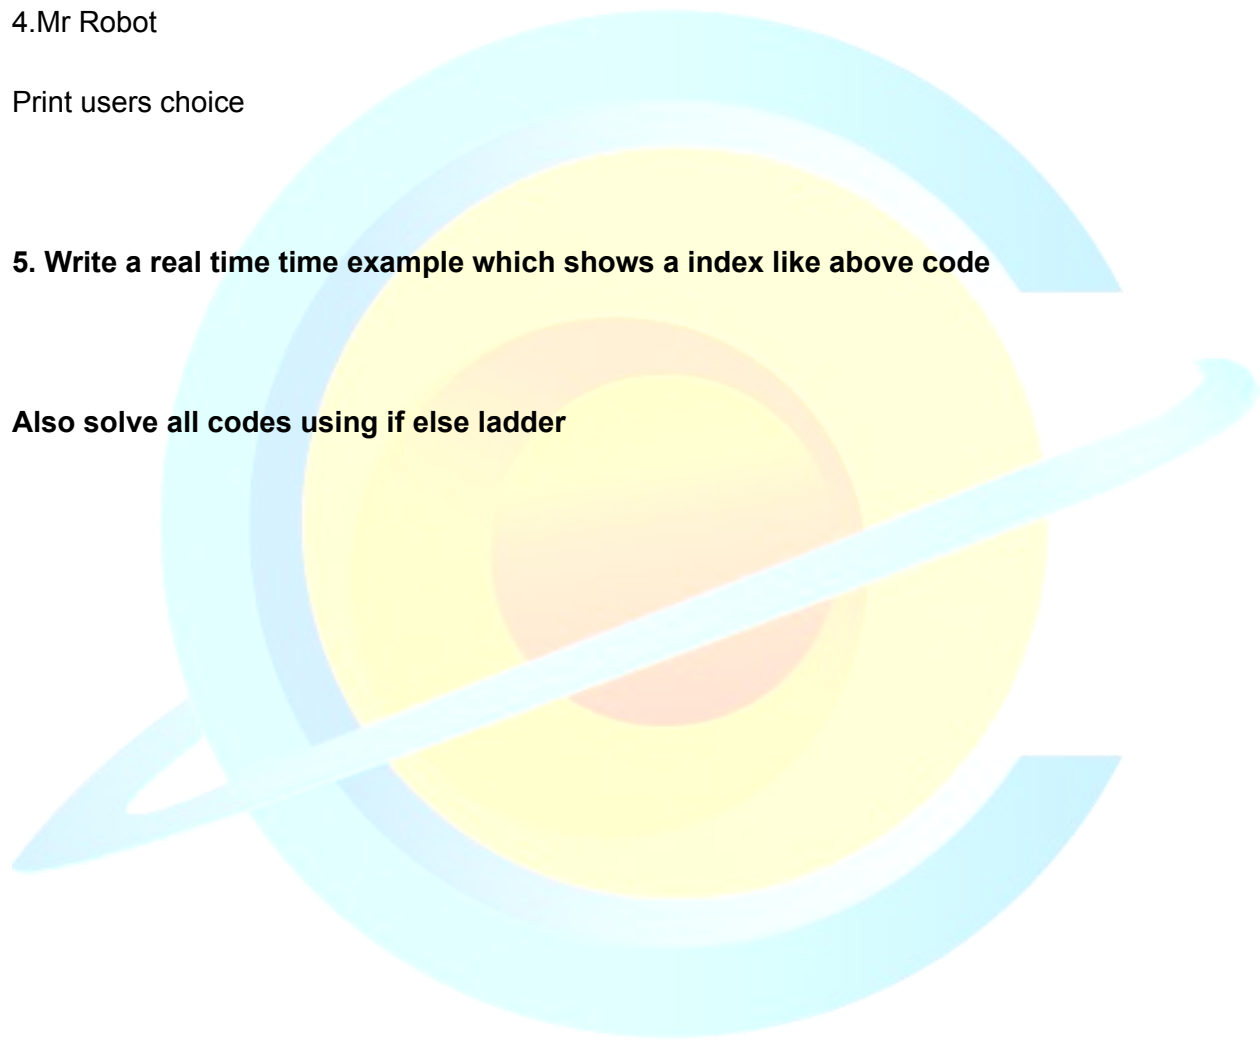 4.Mr Robot
Print users choice
5. Write a real time time example which shows a index like above code
Also solve all codes using if else ladder